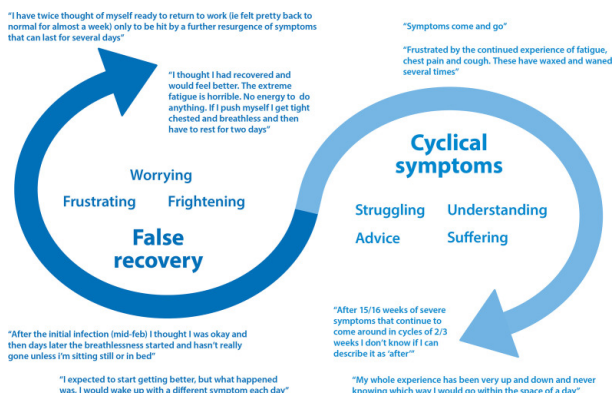 "I have twice thought of myself ready to return to work (ie felt pretty back to
normal for almost a week) only to be hit by a further resurgence of symptoms
that can last for several days"
"I thought I had recovered and
would feel better. The extreme
fatigue is horrible. No energy to do
anything. If I push myself I get tight
chested and breathless and then
have to rest for two days"
Worrying
Frustrating Frightening
False
recovery
"After the initial infection (mid-feb) I thought I was okay and
then days later the breathlessness started and hasn't really
gone unless i'm sitting still or in bed"
"I expected to start getting better, but what happened
was. I would wake up with a different symptom each day"
"Symptoms come and go"
"Frustrated by the continued experience of fatigue,
chest pain and cough. These have waxed and waned
several times"
Cyclical
symptoms
Struggling Understanding
Advice Suffering
"After 15/16 weeks of severe
symptoms that continue to
come around in cycles of 2/3
weeks I don't know if I can
describe it as 'after'"
"My whole experience has been very up and down and never
knowing which way I would go within the space of a day"